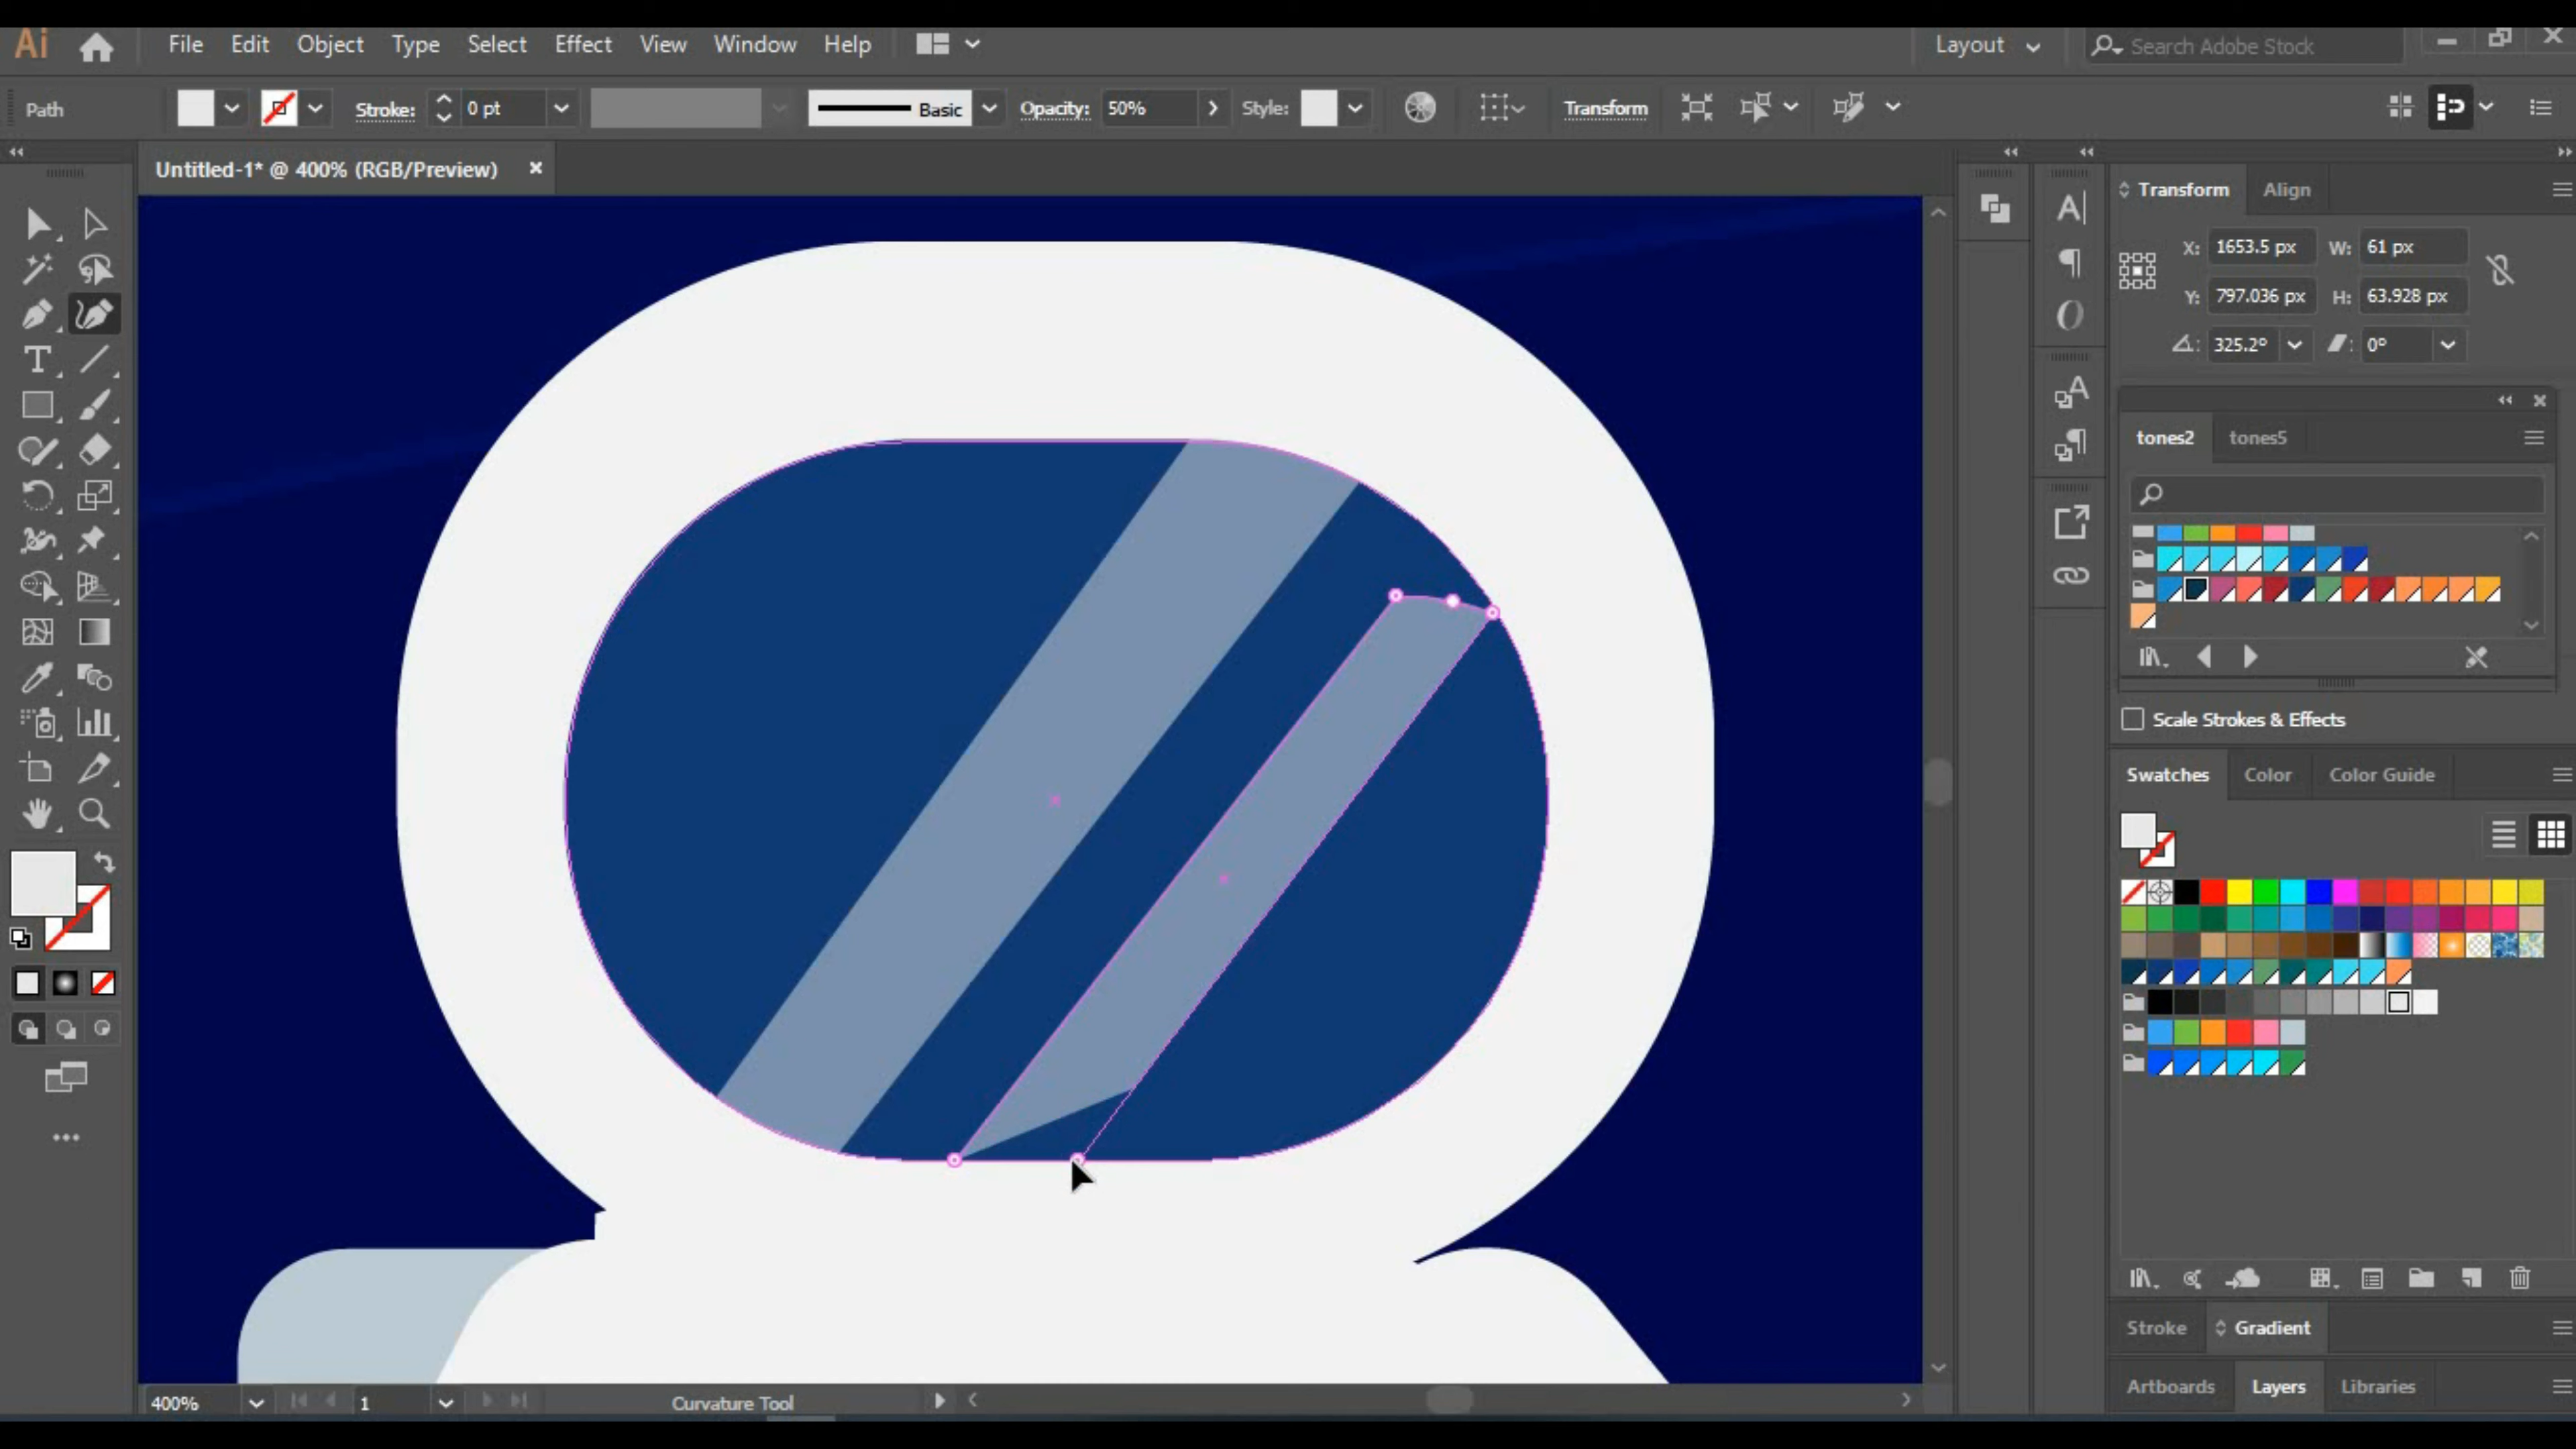 Ai File Edit Object Type Select Effect View Window Help Layout Search Adobe Stock
Path Stroke: 0 pt Basic Opacity: 50% Style: Transform
Untitled-1* @ 400% (RGB/Preview)
Transform Align
X: 1653.5 px W: 61 px
Y: 797.036 px H: 63.928 px
325.2° 0°
tones2 tones5
Scale Strokes & Effects
Swatches Color Color Guide
Stroke Gradient
Artboards Layers Libraries
400% 1 Curvature Tool